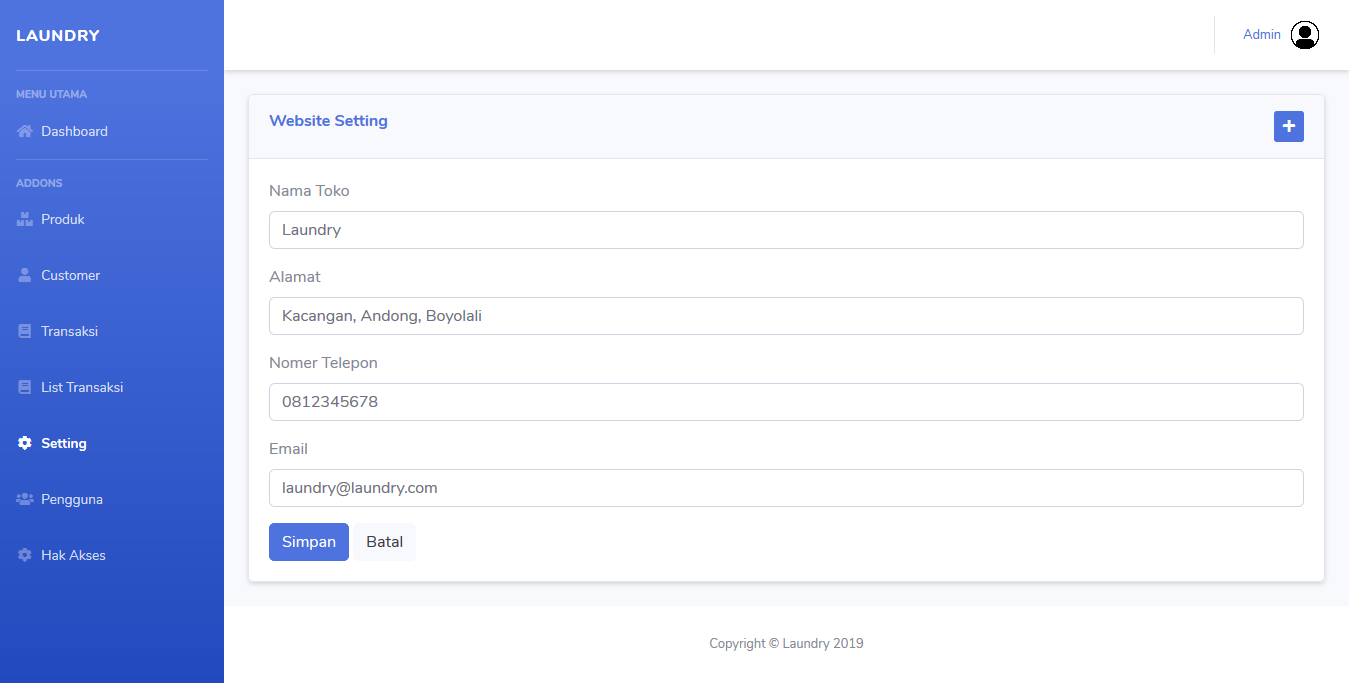 LAUNDRY
MENU UTAMA
Dashboard
ADDONS
Produk
Customer
Transaksi
List Transaksi
Setting
Pengguna
Hak Akses
Admin
Website Setting
Nama Toko
Laundry
Alamat
Kacangan, Andong, Boyolali
Nomer Telepon
0812345678
Email
laundry@laundry.com
Simpan Batal
Copyright © Laundry 2019